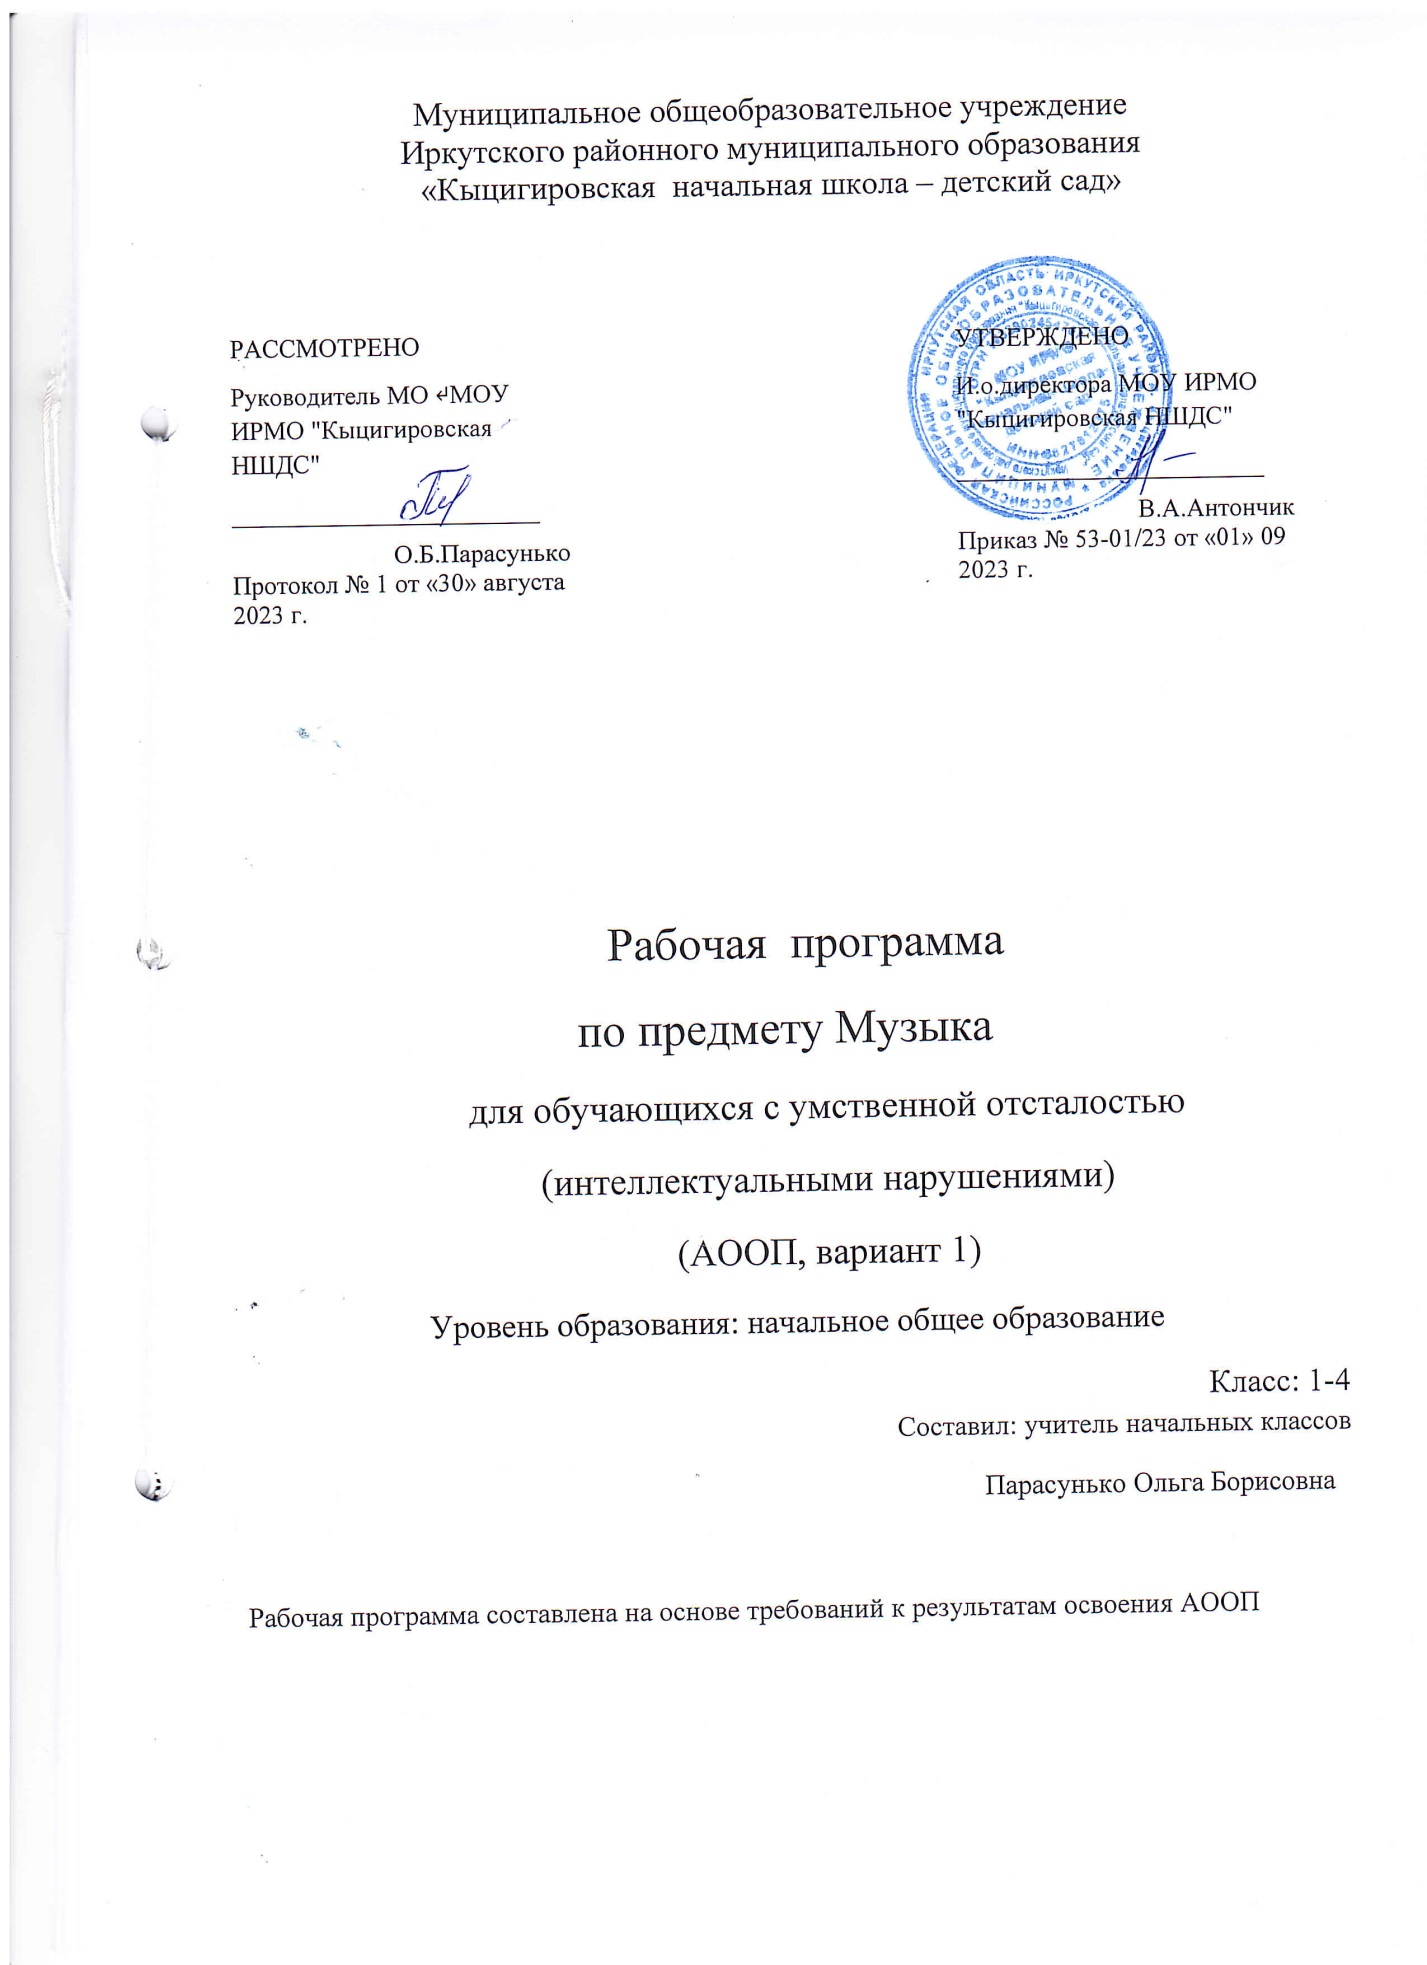 Муниципальное общеобразовательное учреждение
Иркутского районного муниципального образования
«Кыцигировская начальная школа – детский сад»
РАССМОТРЕНО
Руководитель МО ↵МОУ
ИРМО "Кыцигировская
НШДС"
О.Б.Парасунько
Протокол № 1 от «30» августа
2023 г.
УТВЕРЖДЕНО
И.о.директора МОУ ИРМО
"Кыцигировская НШДС"
В.А.Антончик
Приказ № 53-01/23 от «01» 09
2023 г.
Рабочая программа
по предмету Музыка
для обучающихся с умственной отсталостью
(интеллектуальными нарушениями)
(АООП, вариант 1)
Уровень образования: начальное общее образование
Класс: 1-4
Составил: учитель начальных классов
Парасунько Ольга Борисовна
Рабочая программа составлена на основе требований к результатам освоения АООП